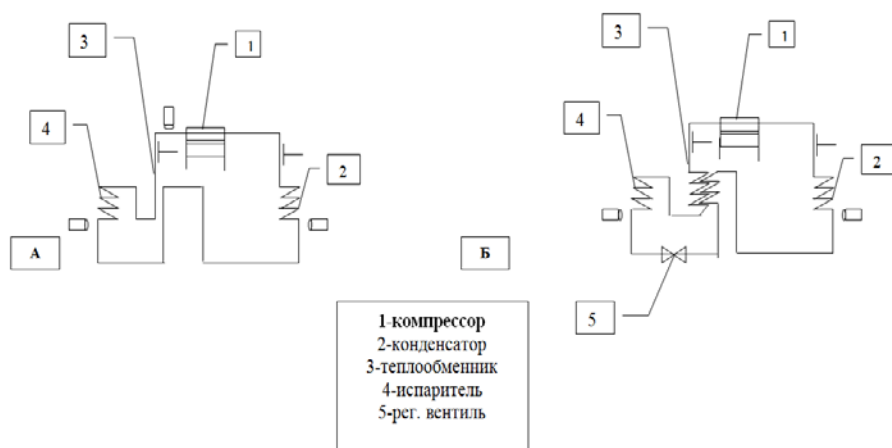 3
1
4
2
А
3
1
4
2
Б
5
1-компрессор
2-конденсатор
3-теплообменник
4-испаритель
5-рег. вентиль